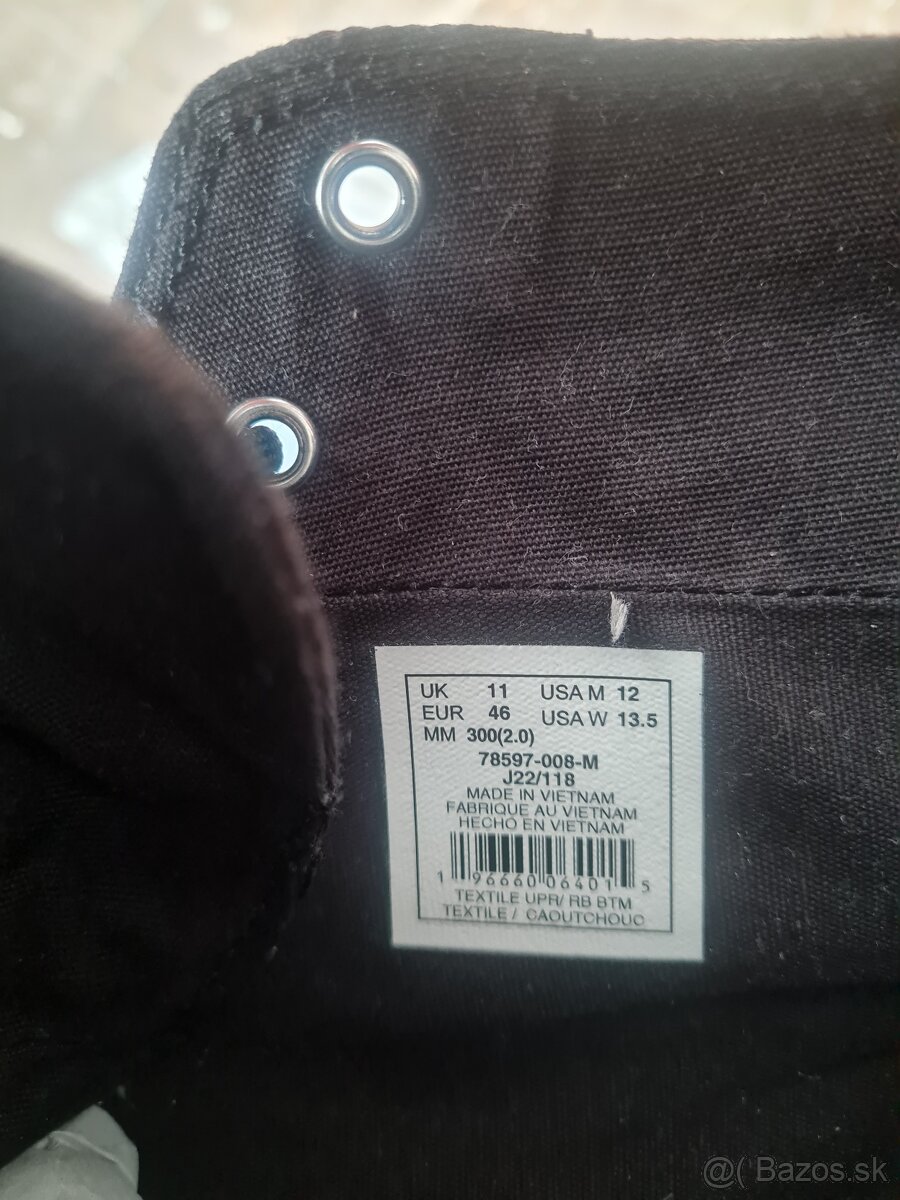 UK 11 USA M 12
EUR 46 USA W 13.5
MM 300(2.0)
78597-008-M
J22/118
MADE IN VIETNAM
FABRIQUE AU VIETNAM
HECHO EN VIETNAM
1 96660 06401 5
TEXTILE UPR/ RB BTM
TEXTILE / CAOUTCHOUC
@( Bazos.sk